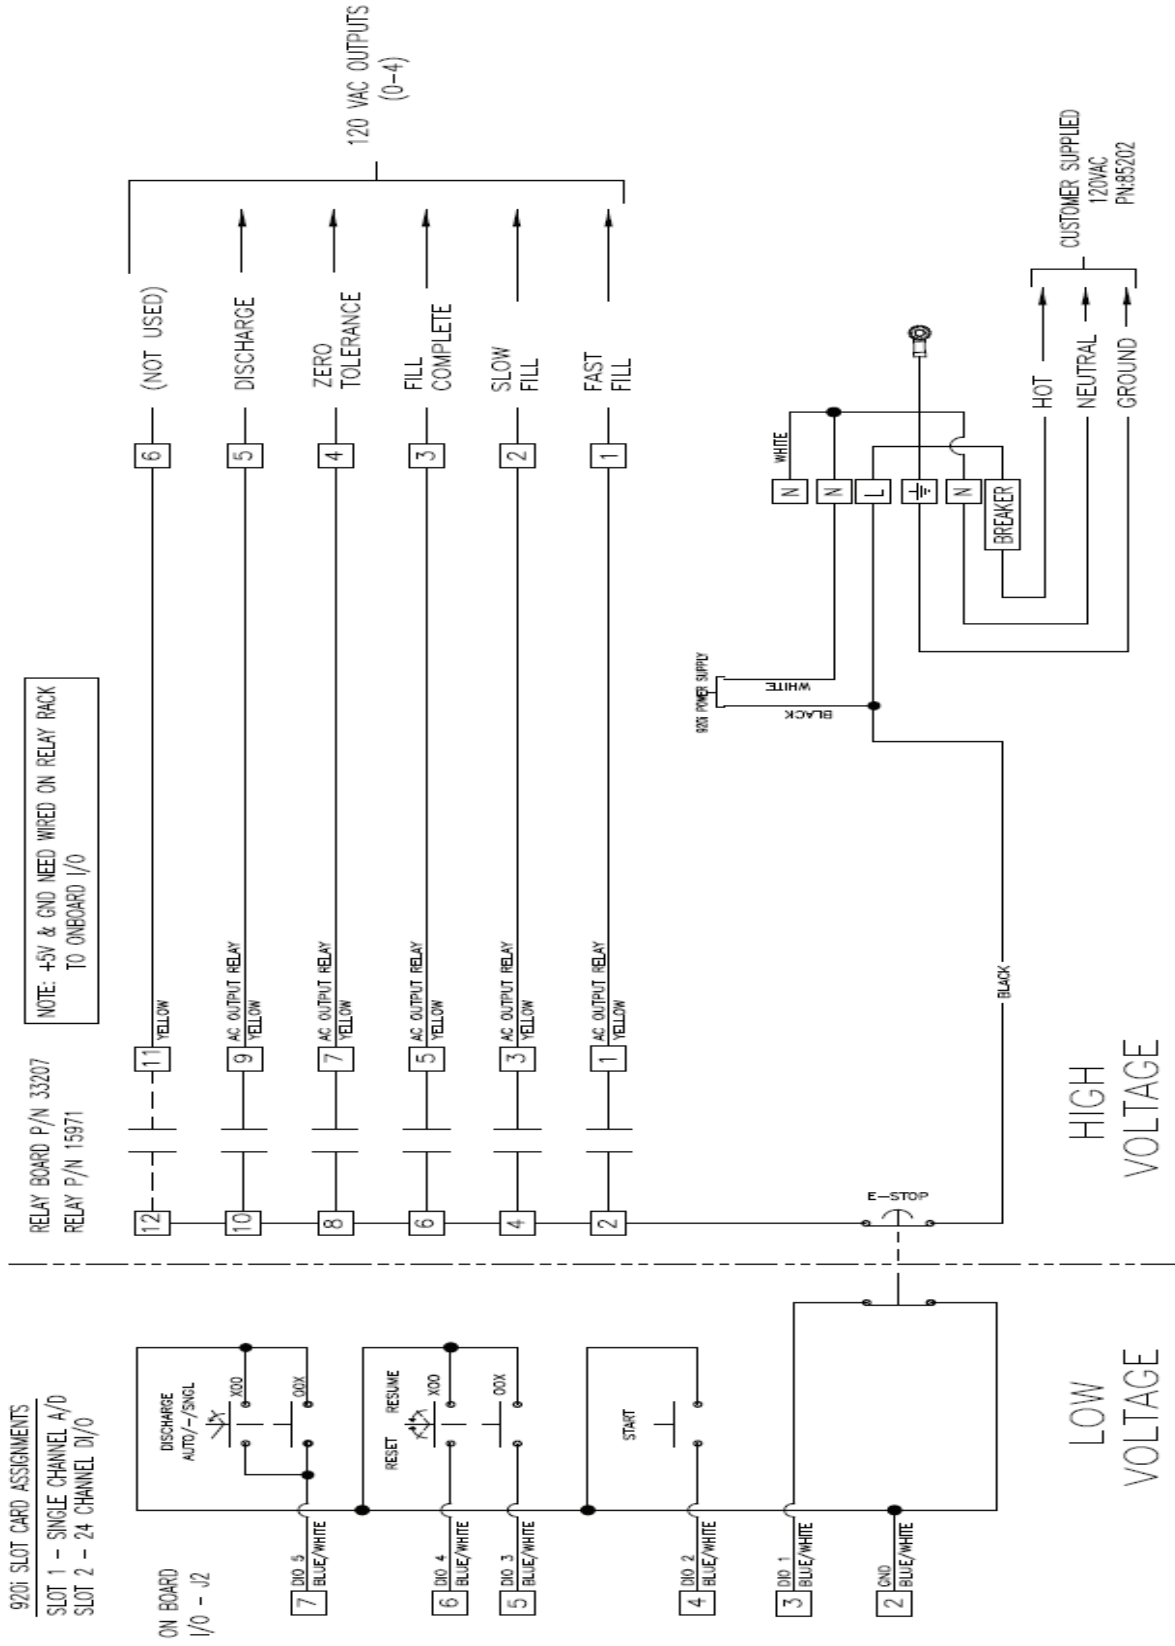 920i SLOT CARD ASSIGNMENTS
SLOT 1 - SINGLE CHANNEL A/D
SLOT 2 - 24 CHANNEL DI/O
ON BOARD
I/O - J2
7
DIO 5
BLUE/WHITE
DISCHARGE
AUTO/-/SNGL
XOO
OOX
6
DIO 4
BLUE/WHITE
5
DIO 3
BLUE/WHITE
RESET RESUME
XOO
OOX
4
DIO 2
BLUE/WHITE
START
3
DIO 1
BLUE/WHITE
2
GND
BLUE/WHITE
LOW
VOLTAGE
RELAY BOARD P/N 33207
RELAY P/N 15971
NOTE: +5V & GND NEED WIRED ON RELAY RACK
TO ONBOARD I/O
12
11
YELLOW
6
(NOT USED)
10
9
AC OUTPUT RELAY
YELLOW
5
DISCHARGE
8
7
AC OUTPUT RELAY
YELLOW
4
ZERO
TOLERANCE
6
5
AC OUTPUT RELAY
YELLOW
3
FILL
COMPLETE
4
3
AC OUTPUT RELAY
YELLOW
2
SLOW
FILL
2
1
AC OUTPUT RELAY
YELLOW
1
FAST
FILL
120 VAC OUTPUTS
(0-4)
E-STOP
BLACK
920i POWER SUPPLY
WHITE
BLACK
WHITE
N
N
L
N
BREAKER
HOT
NEUTRAL
GROUND
CUSTOMER SUPPLIED
120VAC
PN:85202
HIGH
VOLTAGE